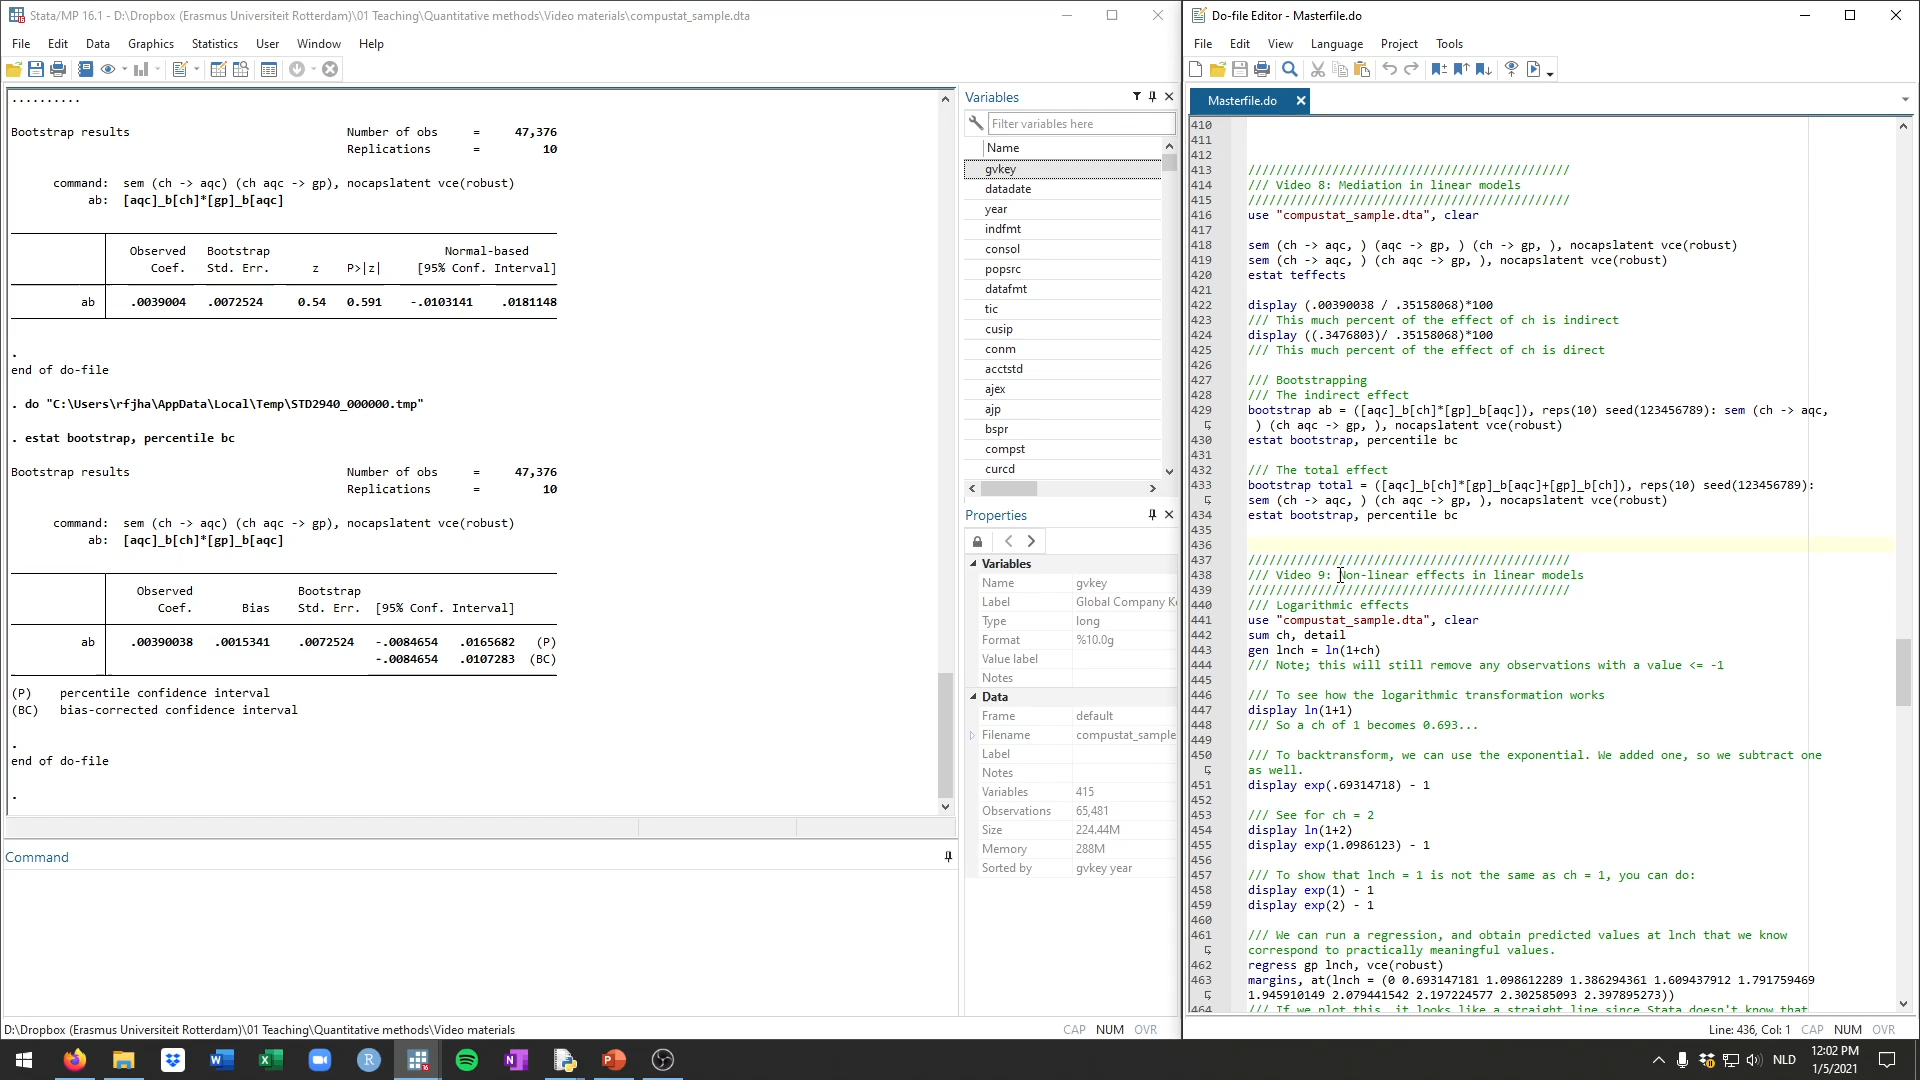 Stata/MP 16.1 - D:\Dropbox (Erasmus Universiteit Rotterdam)\01 Teaching\Quantitative methods\Video materials\compustat_sample.dta
File Edit Data Graphics Statistics User Window Help
..........
Bootstrap results Number of obs = 47,376
Replications = 10
command: sem (ch -> aqc) (ch aqc -> gp), nocapslatent vce(robust)
ab: [aqc]_b[ch]*[gp]_b[aqc]
Observed Bootstrap Normal-based
Coef. Std. Err. z P>|z| [95% Conf. Interval]
ab .0039004 .0072524 0.54 0.591 -.0103141 .0181148
.
end of do-file
. do "C:\Users\rfjha\AppData\Local\Temp\STD2940_000000.tmp"
. estat bootstrap, percentile bc
Bootstrap results Number of obs = 47,376
Replications = 10
command: sem (ch -> aqc) (ch aqc -> gp), nocapslatent vce(robust)
ab: [aqc]_b[ch]*[gp]_b[aqc]
Observed Bootstrap
Coef. Bias Std. Err. [95% Conf. Interval]
ab .00390038 .0015341 .0072524 -.0084654 .0165682 (P)
-.0084654 .0107283 (BC)
(P) percentile confidence interval
(BC) bias-corrected confidence interval
.
end of do-file
.
Command
D:\Dropbox (Erasmus Universiteit Rotterdam)\01 Teaching\Quantitative methods\Video materials
CAP NUM OVR
Variables
Filter variables here
Name
gvkey
datadate
year
indfmt
consol
popsrc
datafmt
tic
cusip
conm
acctstd
ajex
ajp
bspr
compst
curcd
Properties
Variables
Name gvkey
Label Global Company K
Type long
Format %10.0g
Value label
Notes
Data
Frame default
Filename compustat_sample
Label
Notes
Variables 415
Observations 65,481
Size 224.44M
Memory 288M
Sorted by gvkey year
Do-file Editor - Masterfile.do
File Edit View Language Project Tools
Masterfile.do
410
411
412
413 //////////////////////////////////////////////
414 /// Video 8: Mediation in linear models
415 //////////////////////////////////////////////
416 use "compustat_sample.dta", clear
417
418 sem (ch -> aqc, ) (aqc -> gp, ) (ch -> gp, ), nocapslatent vce(robust)
419 sem (ch -> aqc, ) (ch aqc -> gp, ), nocapslatent vce(robust)
420 estat teffects
421
422 display (.00390038 / .35158068)*100
423 /// This much percent of the effect of ch is indirect
424 display ((.3476803)/ .35158068)*100
425 /// This much percent of the effect of ch is direct
426
427 /// Bootstrapping
428 /// The indirect effect
429 bootstrap ab = ([aqc]_b[ch]*[gp]_b[aqc]), reps(10) seed(123456789): sem (ch -> aqc,
) (ch aqc -> gp, ), nocapslatent vce(robust)
430 estat bootstrap, percentile bc
431
432 /// The total effect
433 bootstrap total = ([aqc]_b[ch]*[gp]_b[aqc]+[gp]_b[ch]), reps(10) seed(123456789):
sem (ch -> aqc, ) (ch aqc -> gp, ), nocapslatent vce(robust)
434 estat bootstrap, percentile bc
435
436
437 //////////////////////////////////////////////
438 /// Video 9: Non-linear effects in linear models
439 //////////////////////////////////////////////
440 /// Logarithmic effects
441 use "compustat_sample.dta", clear
442 sum ch, detail
443 gen lnch = ln(1+ch)
444 /// Note; this will still remove any observations with a value <= -1
445
446 /// To see how the logarithmic transformation works
447 display ln(1+1)
448 /// So a ch of 1 becomes 0.693...
449
450 /// To backtransform, we can use the exponential. We added one, so we subtract one
as well.
451 display exp(.69314718) - 1
452
453 /// See for ch = 2
454 display ln(1+2)
455 display exp(1.0986123) - 1
456
457 /// To show that lnch = 1 is not the same as ch = 1, you can do:
458 display exp(1) - 1
459 display exp(2) - 1
460
461 /// We can run a regression, and obtain predicted values at lnch that we know
correspond to practically meaningful values.
462 regress gp lnch, vce(robust)
463 margins, at(lnch = (0 0.693147181 1.098612289 1.386294361 1.609437912 1.791759469
1.945910149 2.079441542 2.197224577 2.302585093 2.397895273))
464 /// If we plot this, it looks like a straight line since Stata doesn't know that
Line: 436, Col: 1 CAP NUM OVR
NLD
12:02 PM
1/5/2021